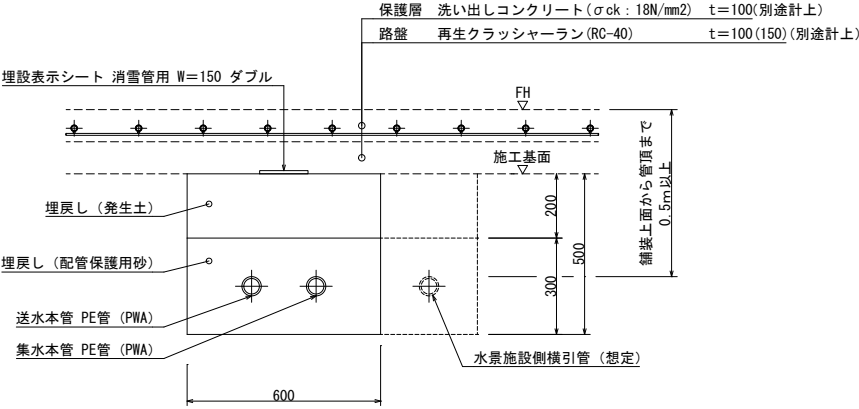 保護層　洗い出しコンクリート(σck：18N/mm2)　t=100(別途計上)
路盤　再生クラッシャーラン(RC-40)　t=100(150)(別途計上)
埋設表示シート 消雪管用 W=150 ダブル
FH
施工基面
舗装上面から管頂まで
0.5m以上
埋戻し（発生土）
200
500
埋戻し（配管保護用砂）
300
送水本管 PE管（PWA）
集水本管 PE管（PWA）
水景施設側横引管（想定）
600